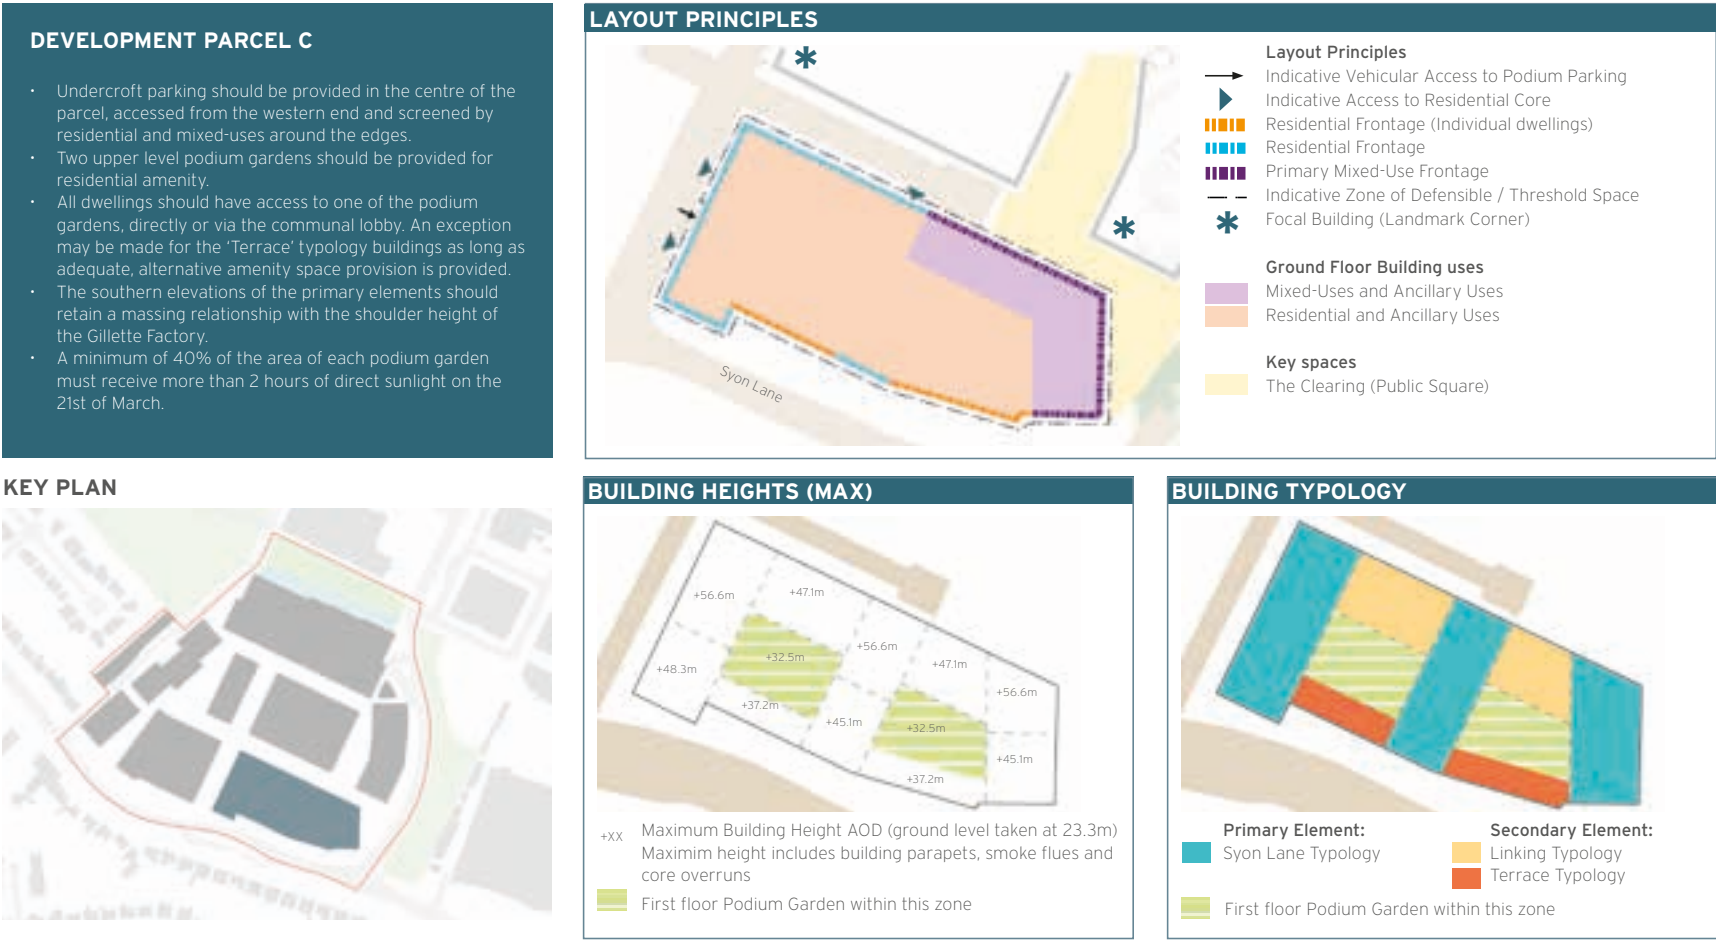 DEVELOPMENT PARCEL C
• Undercroft parking should be provided in the centre of the
parcel, accessed from the western end and screened by
residential and mixed-uses around the edges.
• Two upper level podium gardens should be provided for
residential amenity.
• All dwellings should have access to one of the podium
gardens, directly or via the communal lobby. An exception
may be made for the 'Terrace' typology buildings as long as
adequate, alternative amenity space provision is provided.
• The southern elevations of the primary elements should
retain a massing relationship with the shoulder height of
the Gillette Factory.
• A minimum of 40% of the area of each podium garden
must receive more than 2 hours of direct sunlight on the
21st of March.
LAYOUT PRINCIPLES
Syon Lane
Layout Principles
Indicative Vehicular Access to Podium Parking
Indicative Access to Residential Core
Residential Frontage (Individual dwellings)
Residential Frontage
Primary Mixed-Use Frontage
Indicative Zone of Defensible / Threshold Space
Focal Building (Landmark Corner)
Ground Floor Building uses
Mixed-Uses and Ancillary Uses
Residential and Ancillary Uses
Key spaces
The Clearing (Public Square)
KEY PLAN
BUILDING HEIGHTS (MAX)
+56.6m
+47.1m
+32.5m
+56.6m
+48.3m
+47.1m
+56.6m
+37.2m
+45.1m
+32.5m
+45.1m
+37.2m
+XX
Maximum Building Height AOD (ground level taken at 23.3m)
Maximim height includes building parapets, smoke flues and
core overruns
First floor Podium Garden within this zone
BUILDING TYPOLOGY
Primary Element:
Syon Lane Typology
Secondary Element:
Linking Typology
Terrace Typology
First floor Podium Garden within this zone